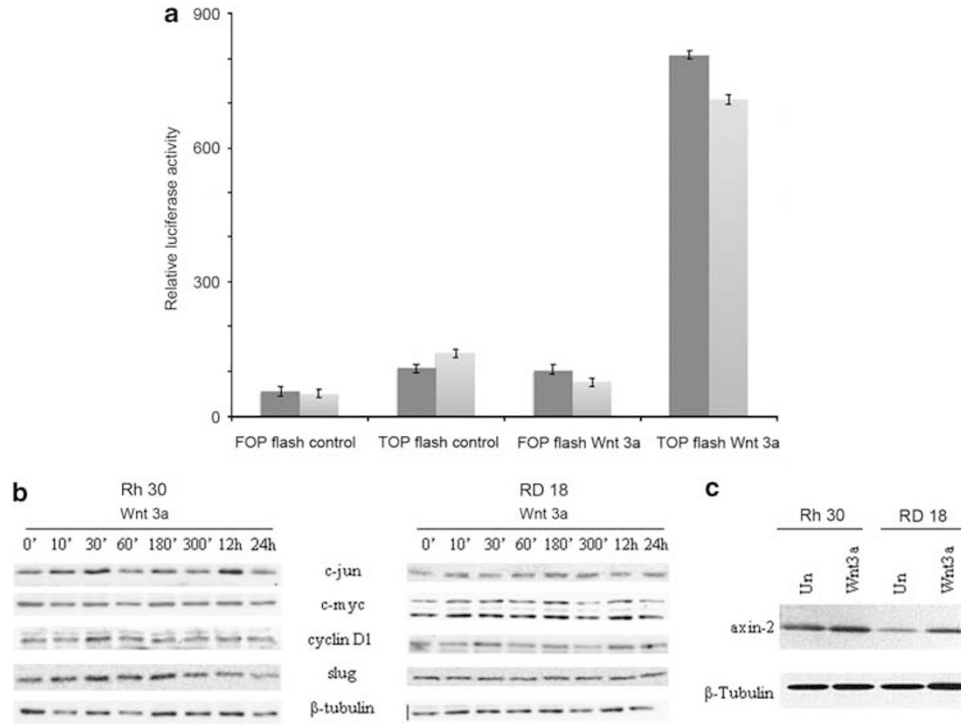 a
900
600
300
0
Relative luciferase activity
FOP flash control TOP flash control FOP flash Wnt 3a TOP flash Wnt 3a
b
Rh 30
Wnt 3a
0' 10' 30' 60' 180' 300' 12h 24h
RD 18
Wnt 3a
0' 10' 30' 60' 180' 300' 12h 24h
c-jun
c-myc
cyclin D1
slug
β-tubulin
c
Rh 30 RD 18
Un Wnt3a Un Wnt3a
axin-2
β-Tubulin